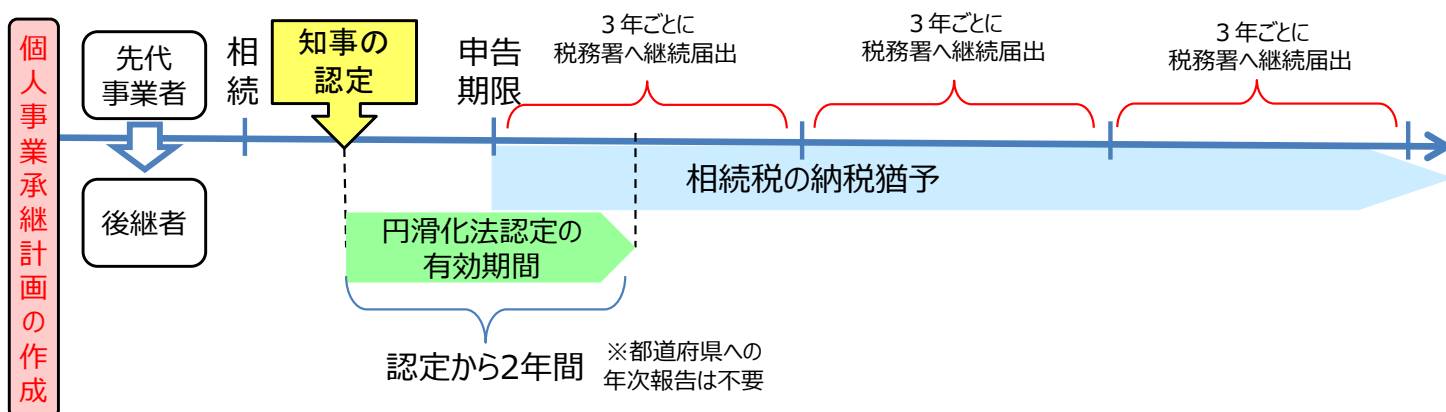 個人事業承継計画の作成
先代
事業者
後継者
相
続
知事の
認定
申告
期限
３年ごとに
税務署へ継続届出
３年ごとに
税務署へ継続届出
３年ごとに
税務署へ継続届出
相続税の納税猶予
円滑化法認定の
有効期間
認定から2年間
※都道府県への
年次報告は不要